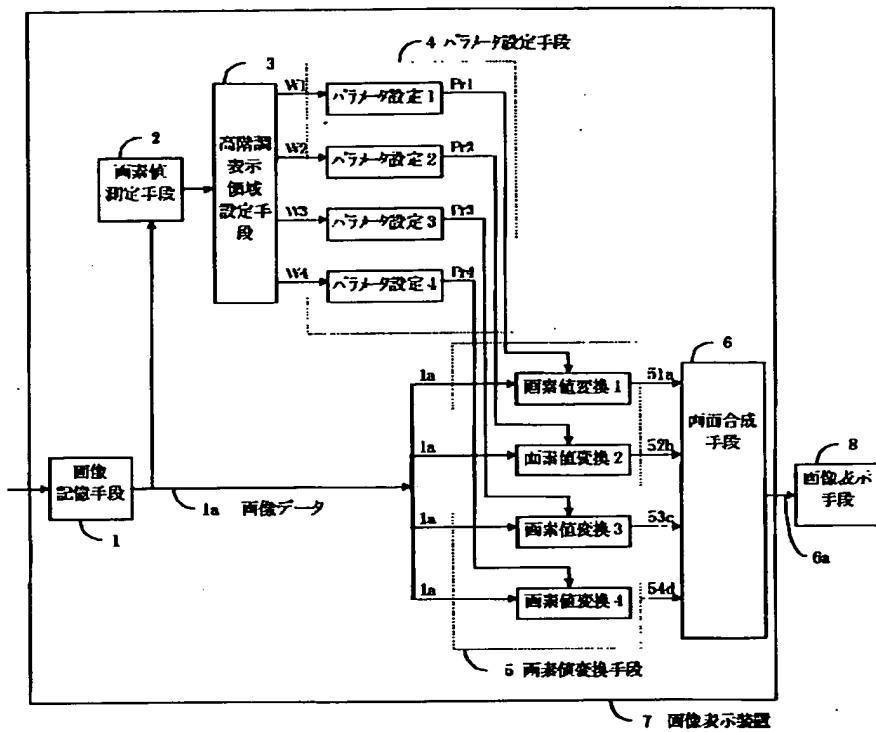 4 パラメータ設定手段
3
W1
パラメータ設定1
Pr1
2
画素値
測定手段
高階調
表示
領域
設定手
段
W2
パラメータ設定2
Pr2
W3
パラメータ設定3
Pr3
W4
パラメータ設定4
Pr4
6
1a
画素値変換1
51a
画面合成
手段
1a
画素値変換2
52b
8
画像表示
手段
画像
記憶手段
1
1a 画像データ
1a
画素値変換3
53c
6a
1a
画素値変換4
54d
5 画素値変換手段
7 画像表示装置